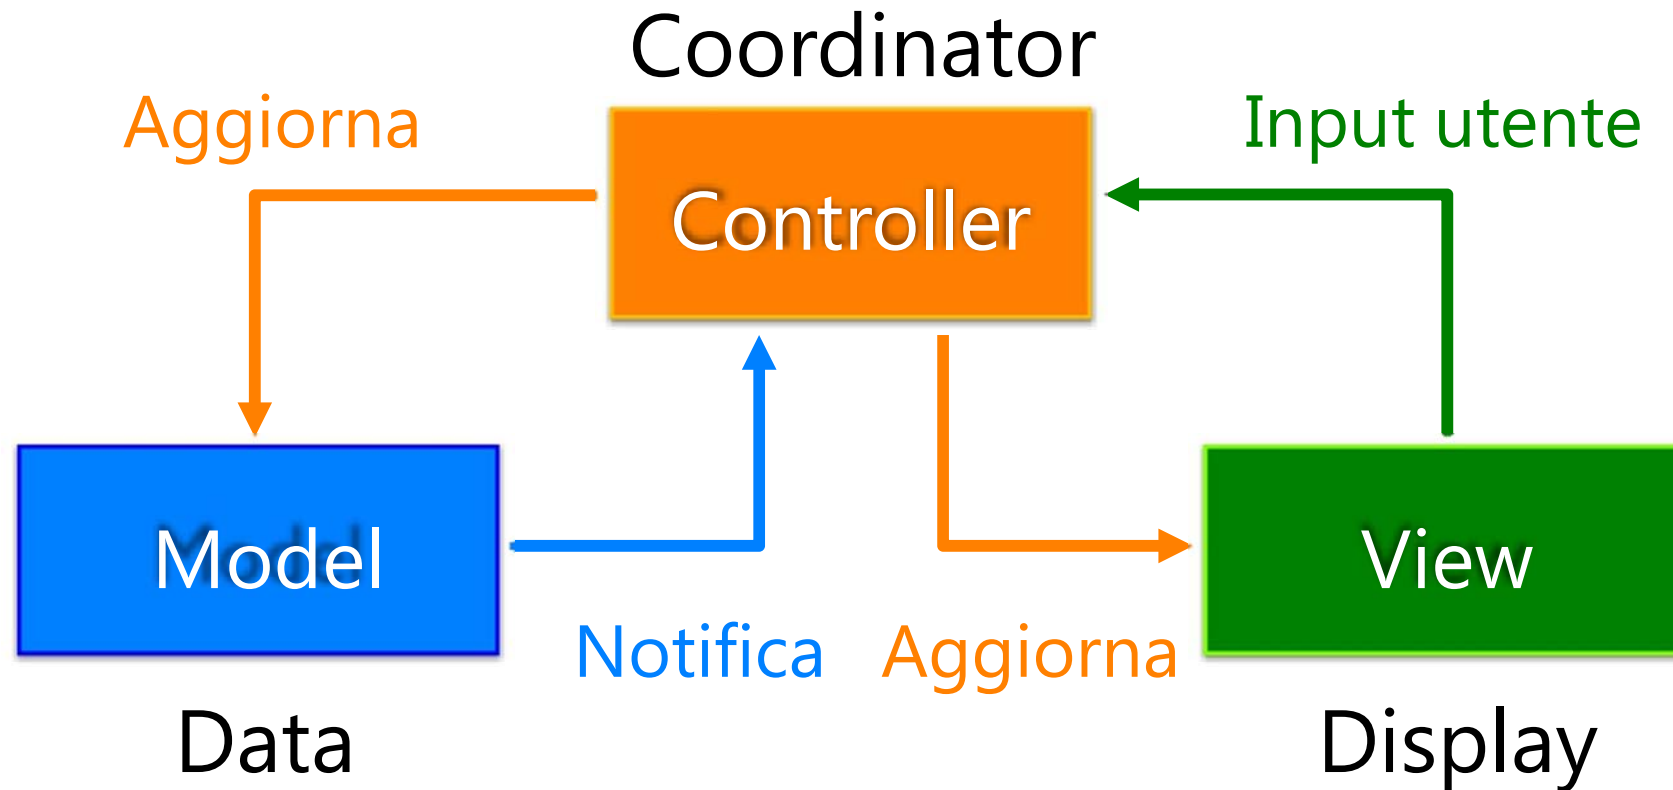 Coordinator
Aggiorna
Input utente
Controller
Model
View
Notifica
Aggiorna
Data
Display